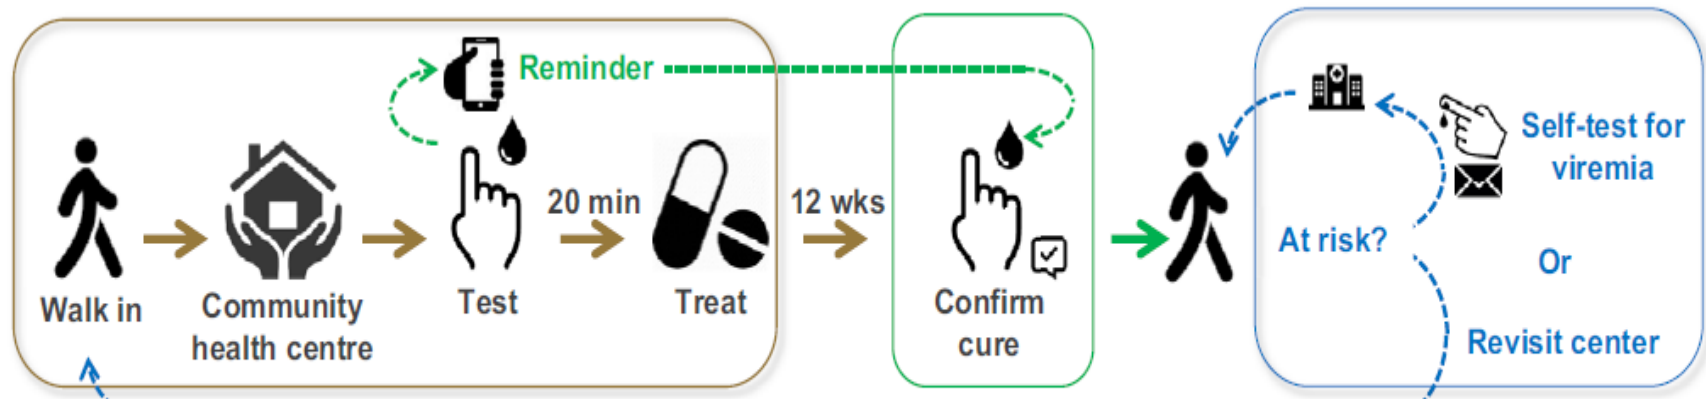 Reminder
20 min
12 wks
Walk in
Community
health centre
Test
Treat
Confirm
cure
At risk?
Self-test for
viremia
Or
Revisit center